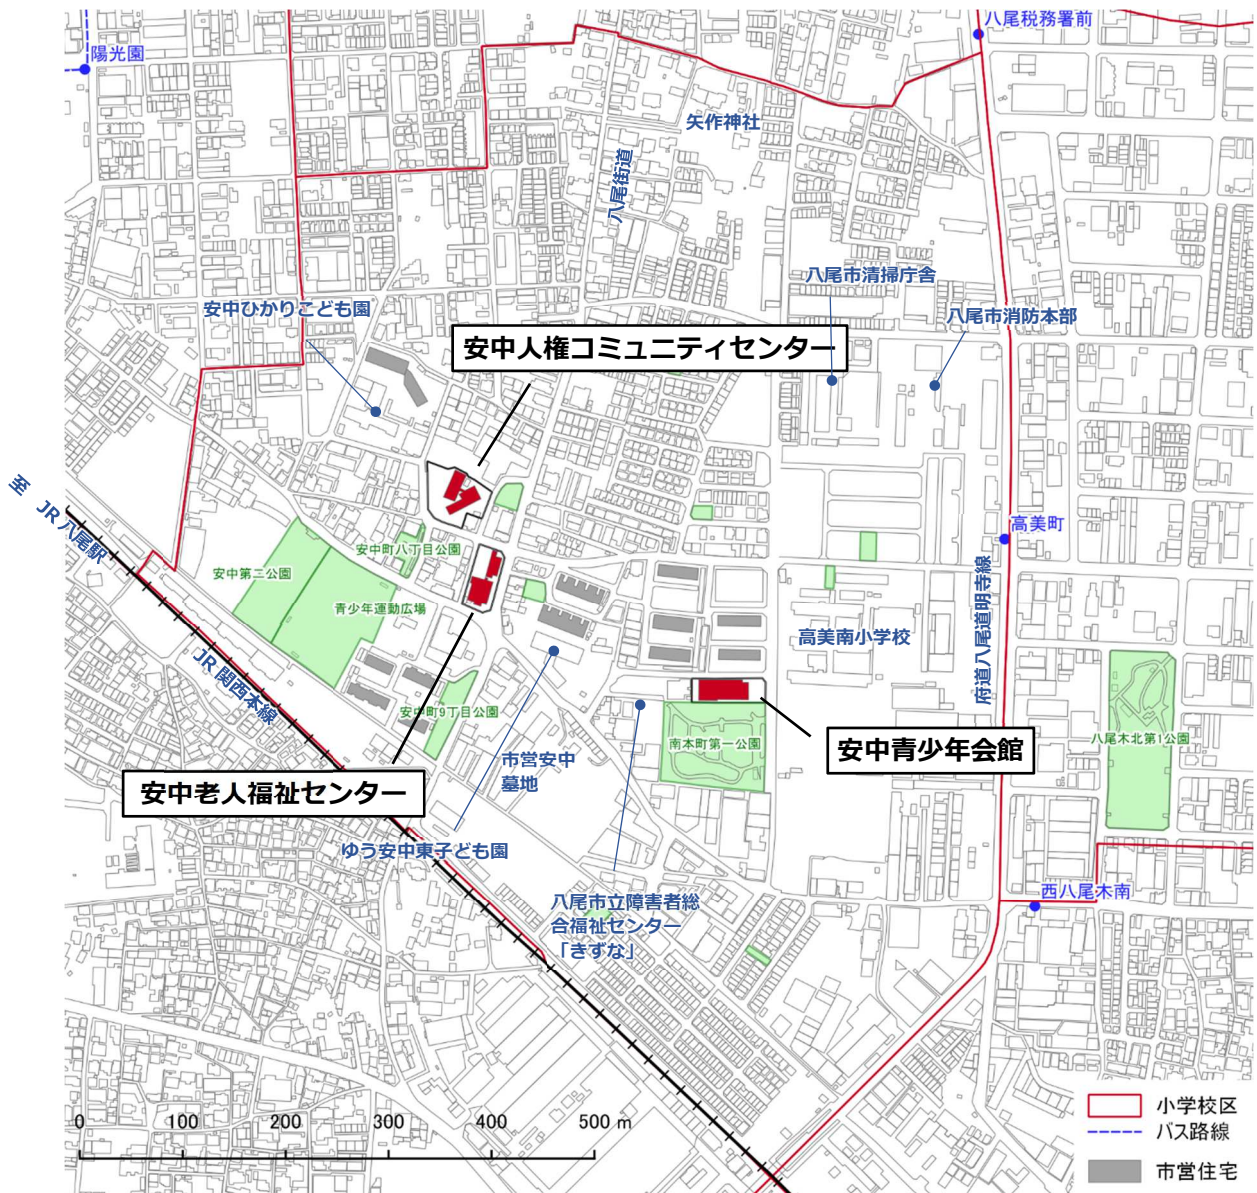 八尾税務署前
陽光園
矢作神社
八尾街道
八尾市清掃庁舎
安中ひかりこども園
八尾市消防本部
安中人権コミュニティセンター
至 JR 八尾駅
高美町
安中町八丁目公園
安中第二公園
青少年運動広場
府道八尾道明寺線
高美南小学校
JR 関西本線
安中町9丁目公園
南本町第一公園
安中青少年会館
八尾木北第1公園
市営安中
墓地
安中老人福祉センター
ゆう安中東子ども園
西八尾木南
八尾市立障害者総
合福祉センター
「きずな」
0 100 200 300 400 500 m
小学校区
バス路線
市営住宅